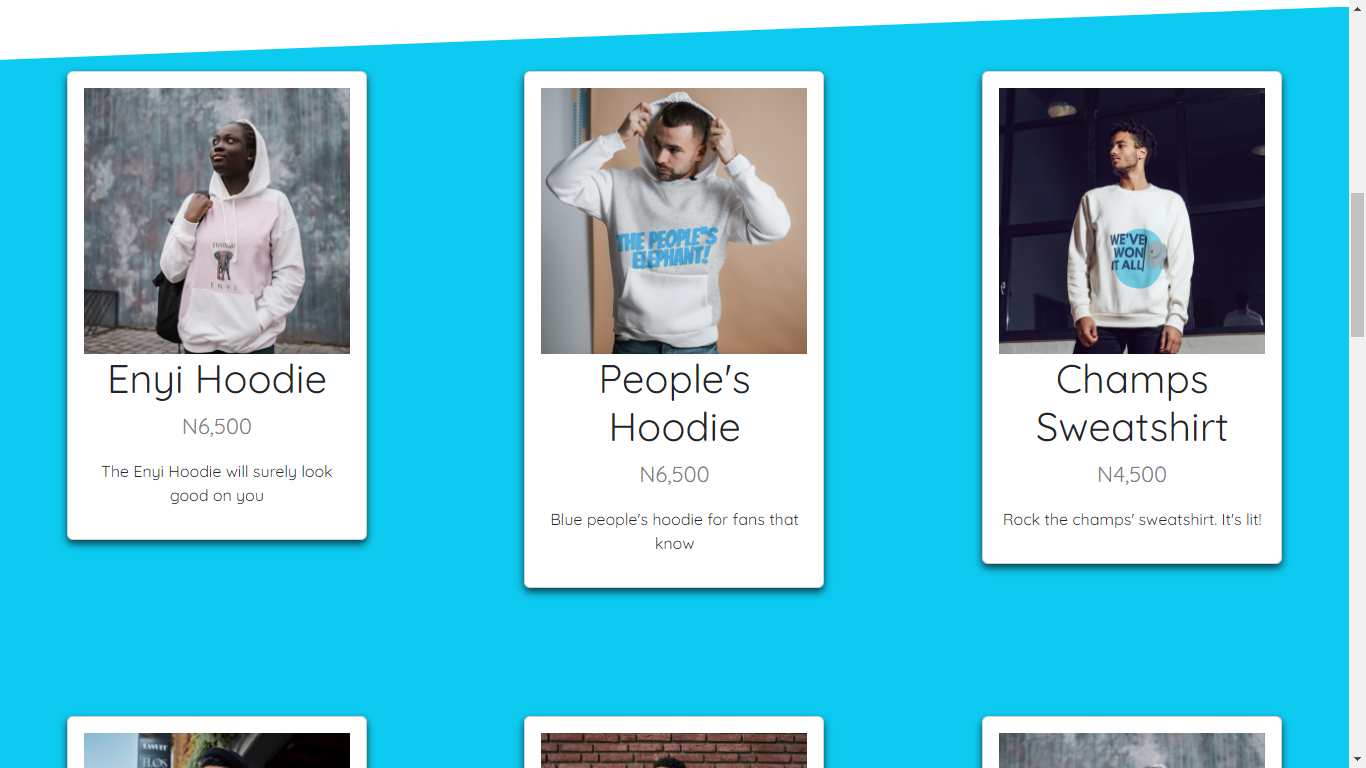 ENYI
THE PEOPLE'S
ELEPHANT!
WE'VE
WON
IT ALL
Enyi Hoodie
N6,500
The Enyi Hoodie will surely look
good on you
People's
Hoodie
N6,500
Blue people's hoodie for fans that
know
Champs
Sweatshirt
N4,500
Rock the champs' sweatshirt. It's lit!